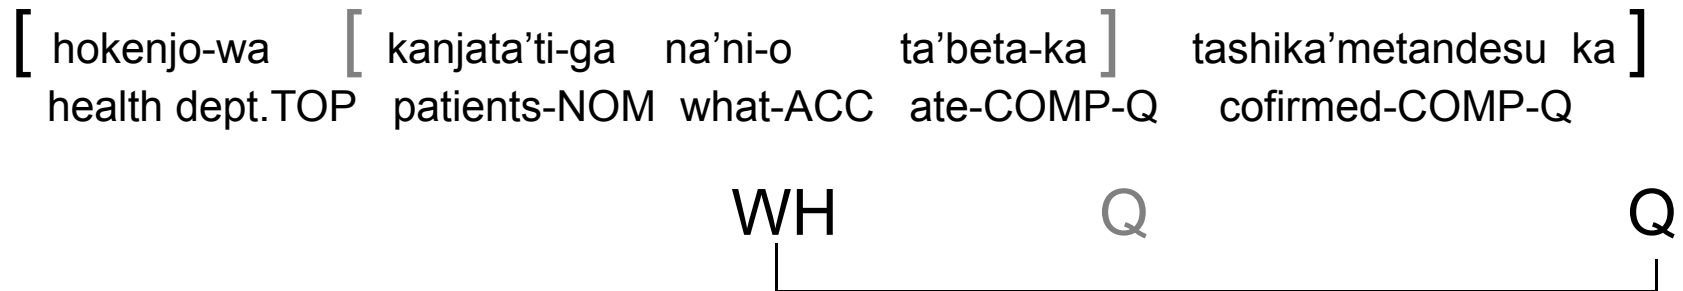 [ hokenjo-wa [ kanjata’ti-ga na’ni-o ta’beta-ka ] tashika’metandesu ka ]
health dept.TOP patients-NOM what-ACC ate-COMP-Q cofirmed-COMP-Q
WH Q Q